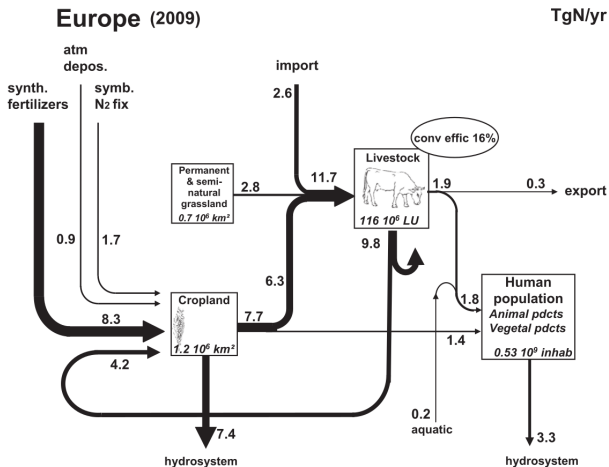 Europe (2009)
TgN/yr
atm
depos.
synth.
fertilizers
symb.
N2 fix
import
2.6
conv effic 16%
Livestock
116 10⁶ LU
11.7
Permanent
& semi-
natural
grassland
0.7 10⁶ km²
2.8
1.9
0.3
export
9.8
0.9
1.7
6.3
Cropland
1.2 10⁶ km²
8.3
7.7
4.2
Human
population
Animal pdcts
Vegetal pdcts
0.53 10⁹ inhab
1.8
1.4
0.2
aquatic
7.4
hydrosystem
3.3
hydrosystem